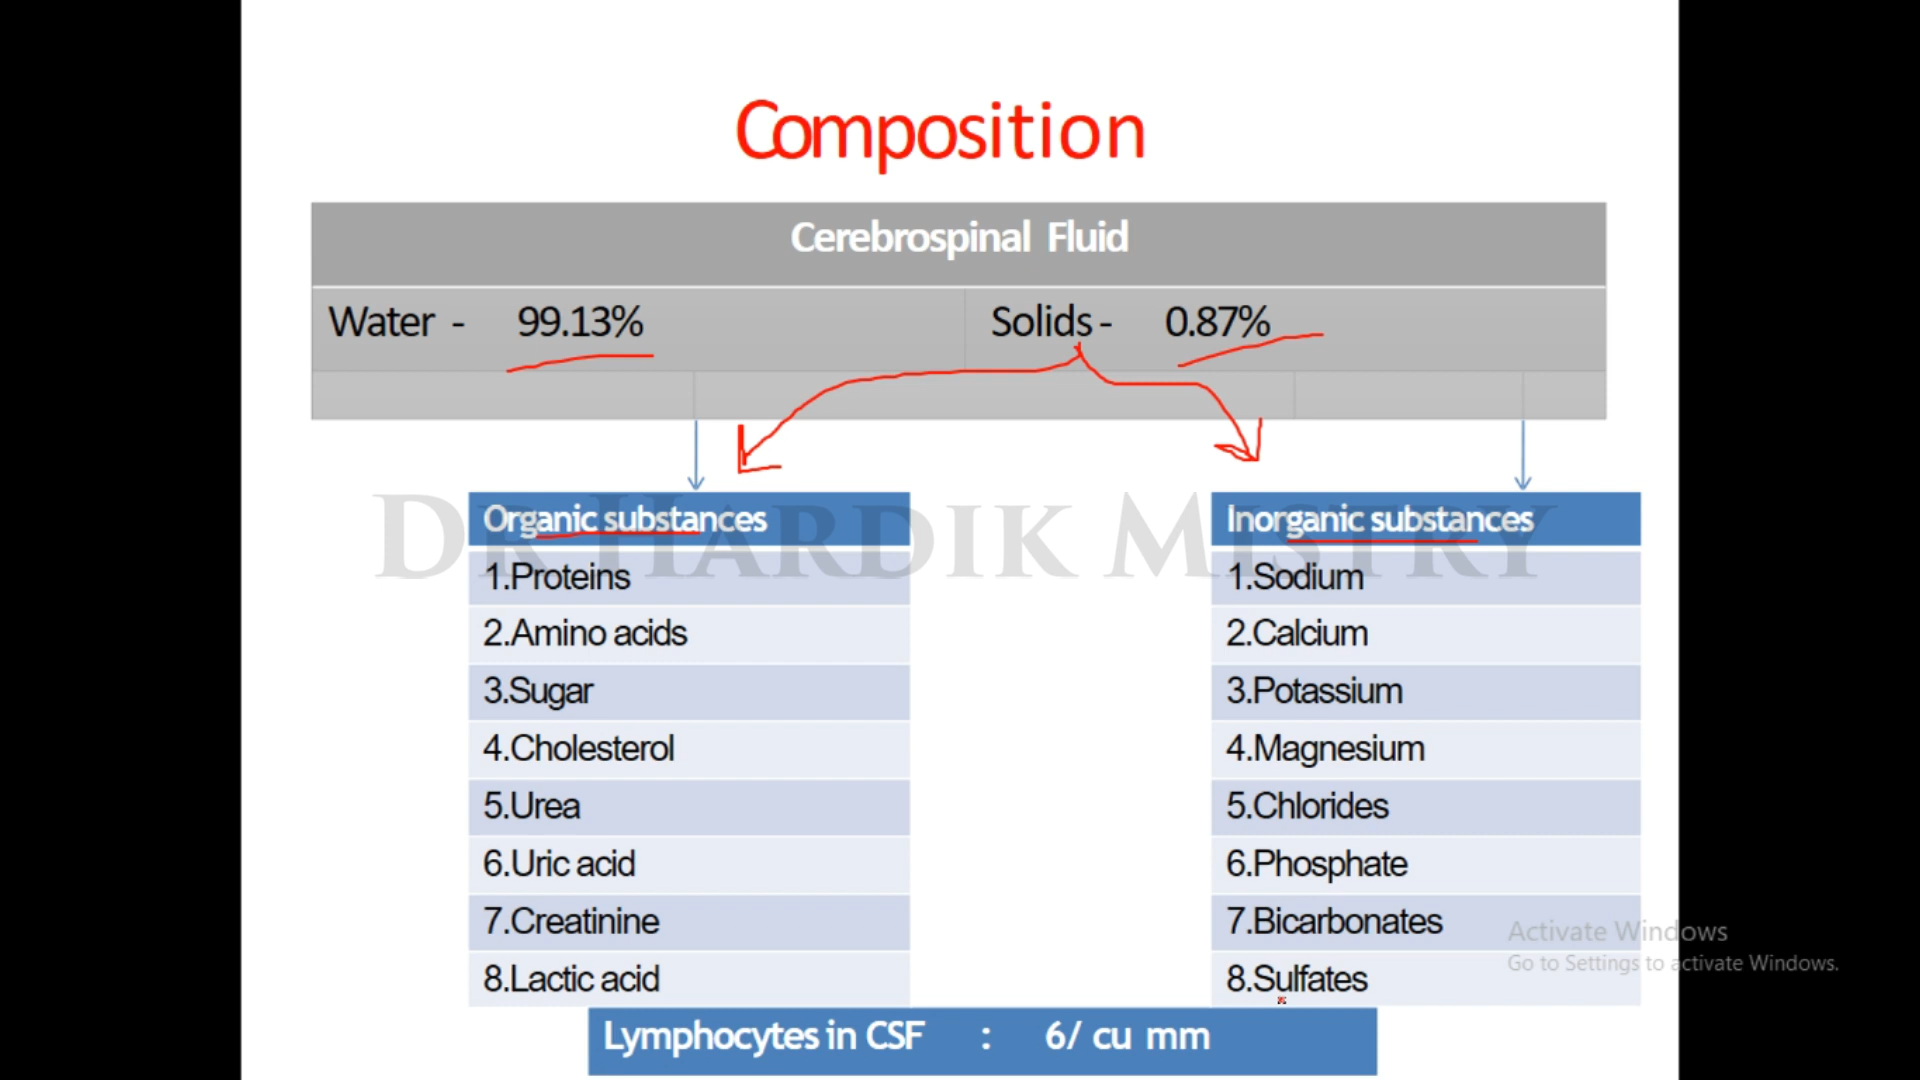 Composition
Cerebrospinal Fluid
Water - 99.13% Solids - 0.87%
Organic substances
1.Proteins
2.Amino acids
3.Sugar
4.Cholesterol
5.Urea
6.Uric acid
7.Creatinine
8.Lactic acid
Inorganic substances
1.Sodium
2.Calcium
3.Potassium
4.Magnesium
5.Chlorides
6.Phosphate
7.Bicarbonates
8.Sulfates
Lymphocytes in CSF : 6/ cu mm
DR HARDIK MISTRY
Activate Windows
Go to Settings to activate Windows.